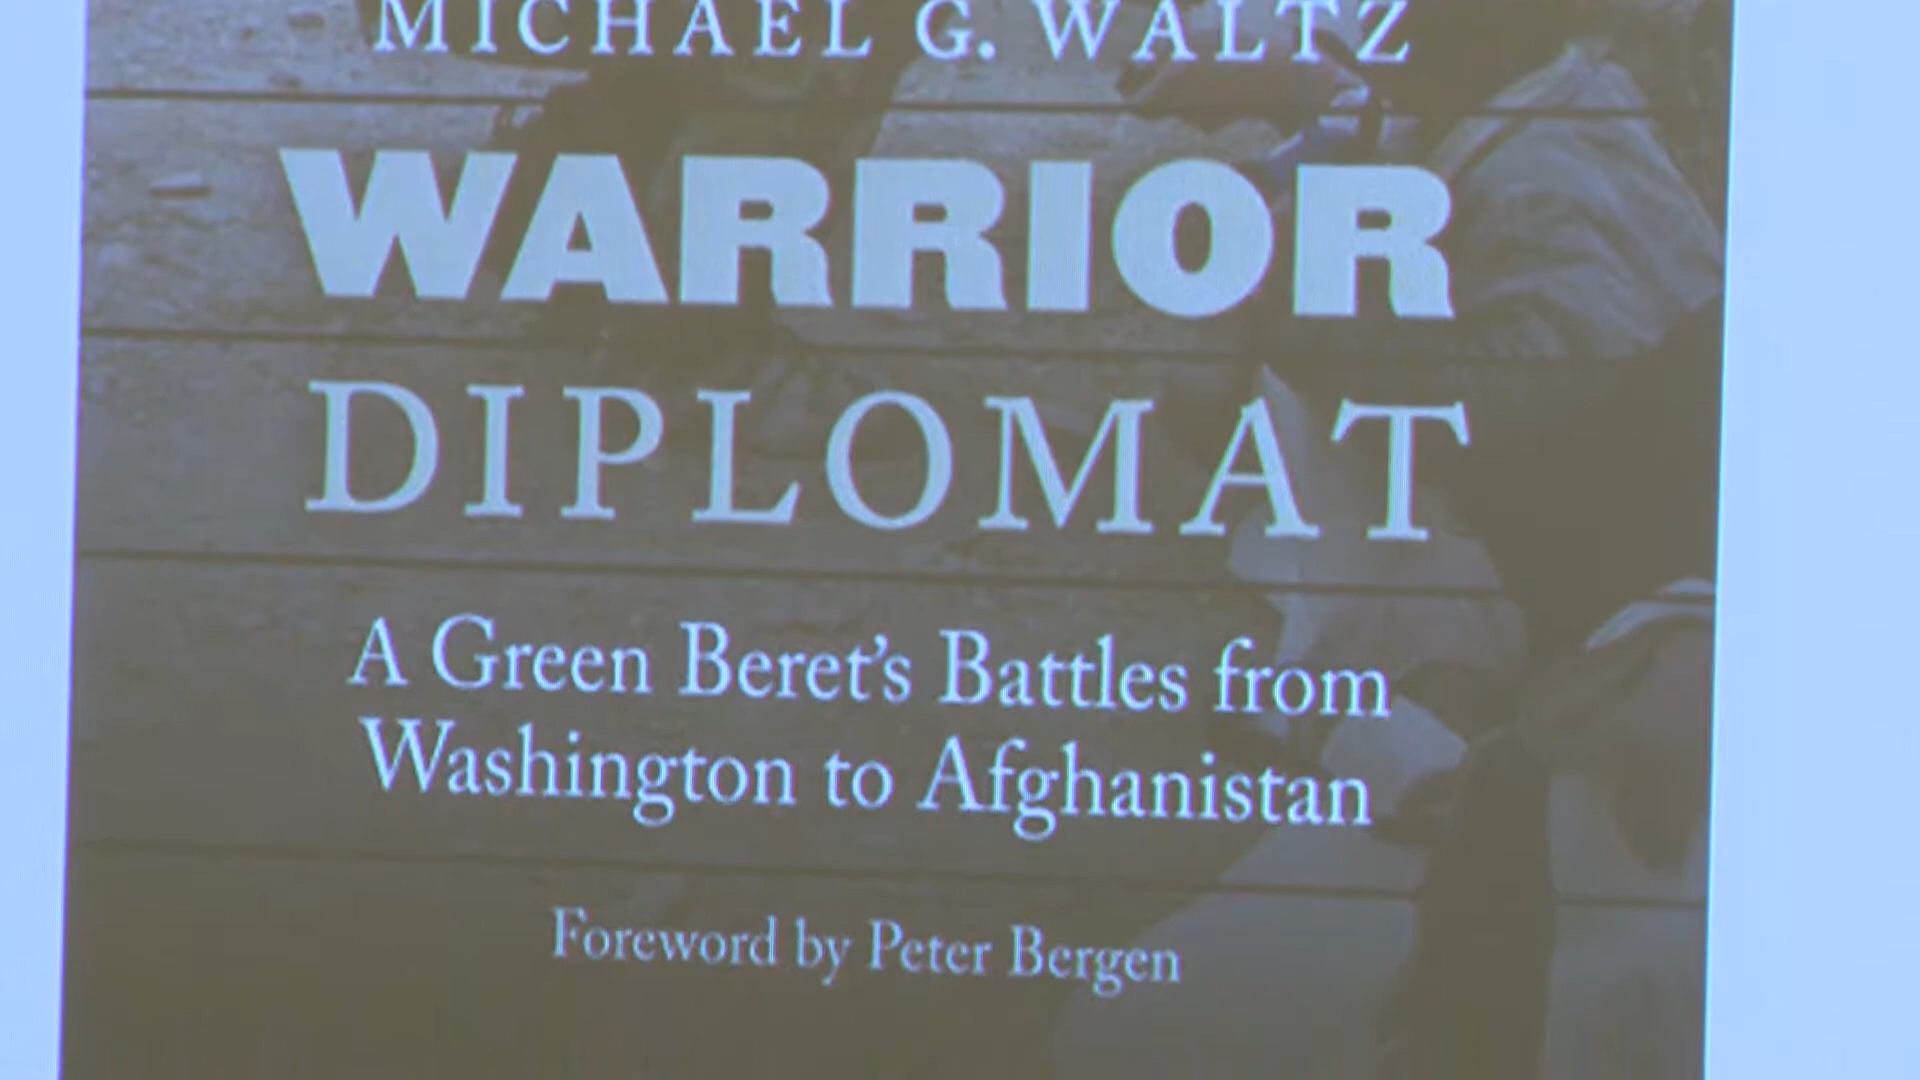 MICHAEL G. WALTZ
WARRIOR
DIPLOMAT
A Green Beret's Battles from
Washington to Afghanistan
Foreword by Peter Bergen